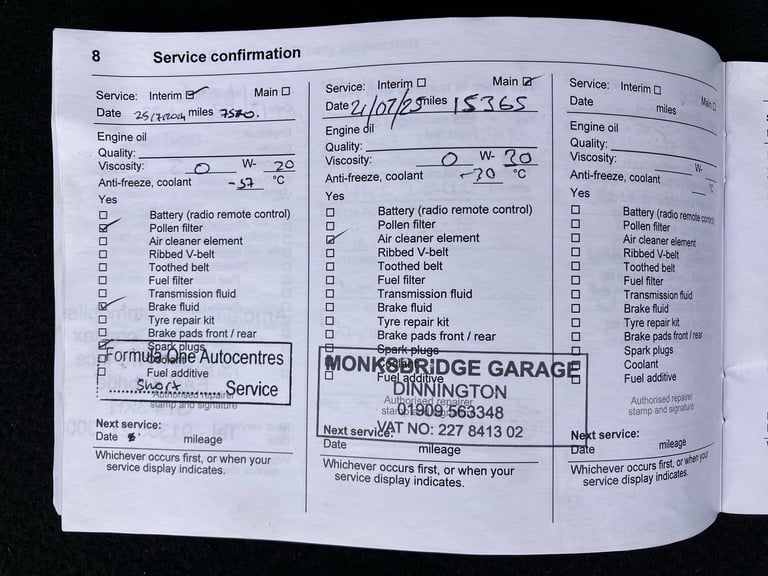 8 Service confirmation
Service: Interim ☑ Main ☐
Date 25/7/2024 miles 7520.
Engine oil
Quality:
Viscosity: 0 W- 20
Anti-freeze, coolant -37 °C
Yes
☐ Battery (radio remote control)
☑ Pollen filter
☐ Air cleaner element
☐ Ribbed V-belt
☐ Toothed belt
☐ Fuel filter
☐ Transmission fluid
☑ Brake fluid
☐ Tyre repair kit
☐ Brake pads front / rear
☑ Spark plugs
☐ Coolant
☐ Fuel additive
Formula One Autocentres
Short Service
Authorised repairer
stamp and signature
Next service:
Date mileage
Whichever occurs first, or when your
service display indicates.
Service: Interim ☐ Main ☑
Date 21/07/25 miles 15365
Engine oil
Quality:
Viscosity: 0 W- 30
Anti-freeze, coolant -30 °C
Yes
☐ Battery (radio remote control)
☐ Pollen filter
☑ Air cleaner element
☐ Ribbed V-belt
☐ Toothed belt
☐ Fuel filter
☐ Transmission fluid
☐ Brake fluid
☐ Tyre repair kit
☐ Brake pads front / rear
☐ Spark plugs
☐ Coolant
☐ Fuel additive
MONKSBRIDGE GARAGE
DINNINGTON
01909 563348
VAT NO: 227 8413 02
Authorised repairer
stamp and signature
Next service:
Date mileage
Whichever occurs first, or when your
service display indicates.
Service: Interim ☐ Main ☐
Date miles
Engine oil
Quality:
Viscosity: W-
Anti-freeze, coolant °C
Yes
☐ Battery (radio remote control)
☐ Pollen filter
☐ Air cleaner element
☐ Ribbed V-belt
☐ Toothed belt
☐ Fuel filter
☐ Transmission fluid
☐ Brake fluid
☐ Tyre repair kit
☐ Brake pads front / rear
☐ Spark plugs
☐ Coolant
☐ Fuel additive
Authorised repairer
stamp and signature
Next service:
Date mileage
Whichever occurs first, or when your
service display indicates.